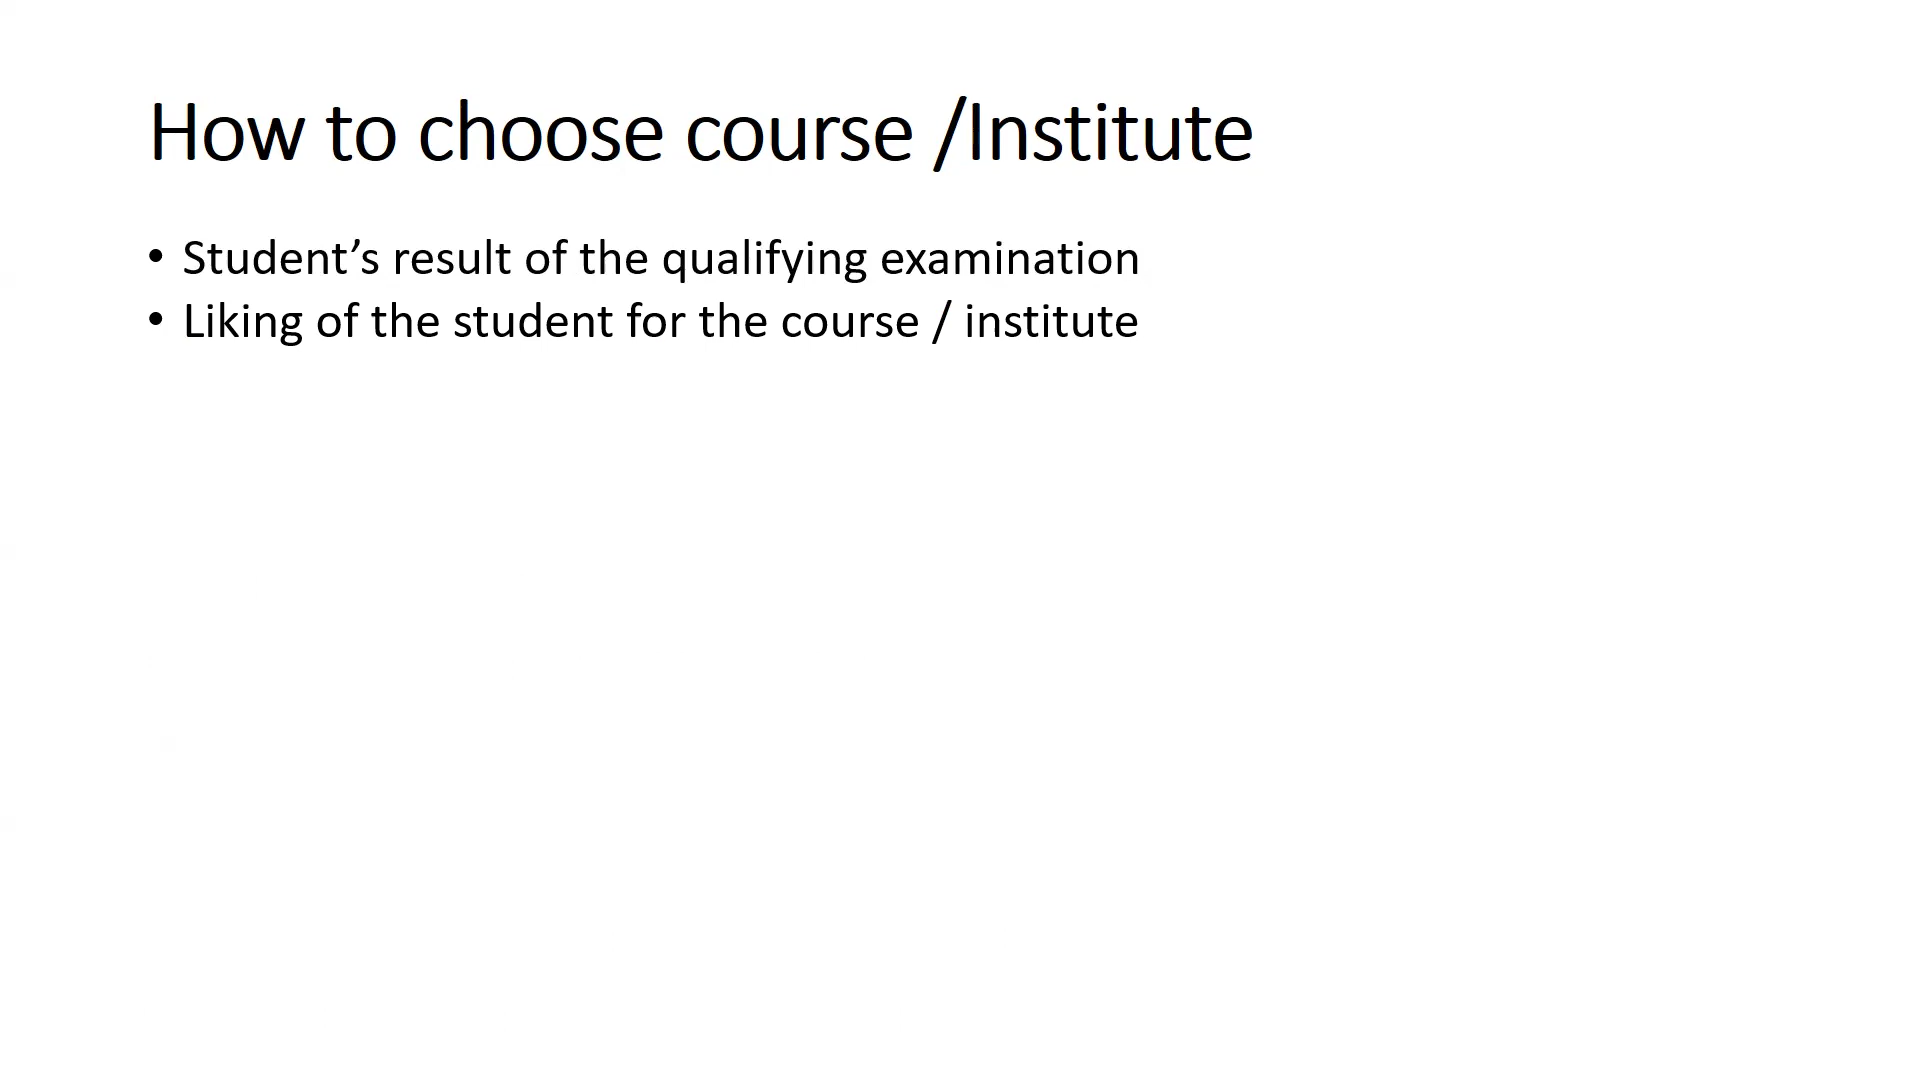 How to choose course /Institute
• Student’s result of the qualifying examination
• Liking of the student for the course / institute